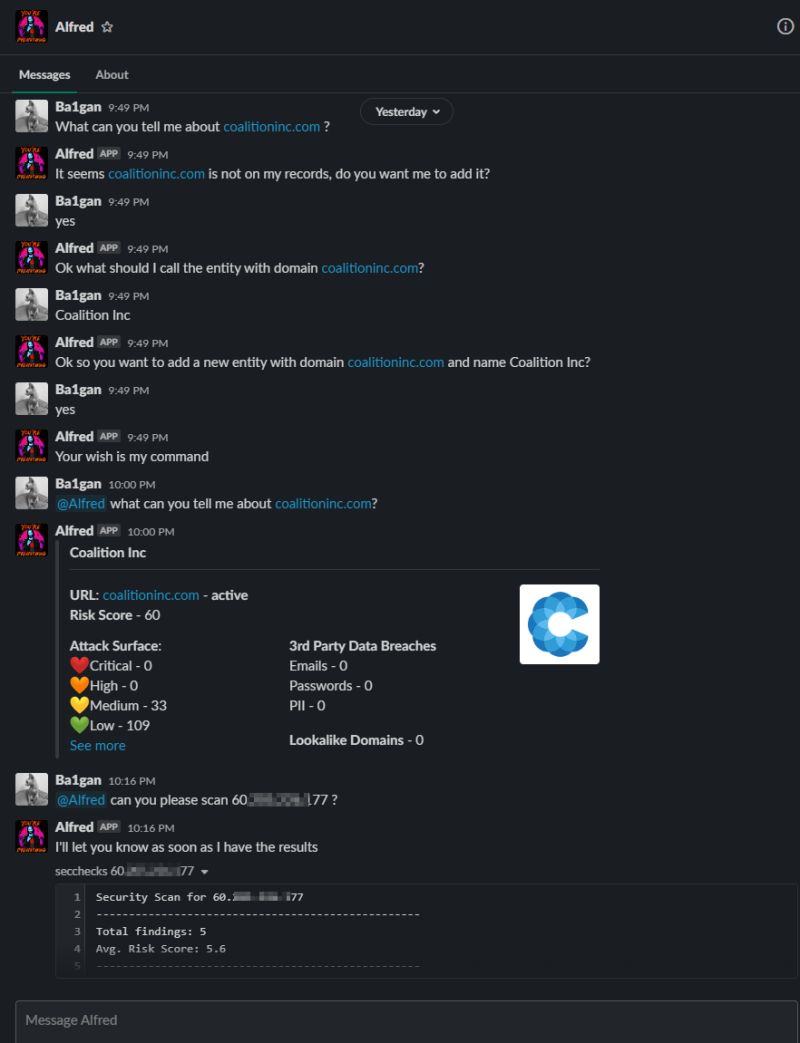 Alfred
Messages About
Yesterday
Ba1gan 9:49 PM
What can you tell me about coalitioninc.com ?
Alfred APP 9:49 PM
It seems coalitioninc.com is not on my records, do you want me to add it?
Ba1gan 9:49 PM
yes
Alfred APP 9:49 PM
Ok what should I call the entity with domain coalitioninc.com?
Ba1gan 9:49 PM
Coalition Inc
Alfred APP 9:49 PM
Ok so you want to add a new entity with domain coalitioninc.com and name Coalition Inc?
Ba1gan 9:49 PM
yes
Alfred APP 9:49 PM
Your wish is my command
Ba1gan 10:00 PM
@Alfred what can you tell me about coalitioninc.com?
Alfred APP 10:00 PM
Coalition Inc
URL: coalitioninc.com - active
Risk Score - 60
Attack Surface:
Critical - 0
High - 0
Medium - 33
Low - 109
See more
3rd Party Data Breaches
Emails - 0
Passwords - 0
PII - 0
Lookalike Domains - 0
Ba1gan 10:16 PM
@Alfred can you please scan 60. 77 ?
Alfred APP 10:16 PM
I'll let you know as soon as I have the results
secchecks 60. 77
1 Security Scan for 60. 77
2 --------------------------------------------------
3 Total findings: 5
4 Avg. Risk Score: 5.6
5 --------------------------------------------------
Message Alfred